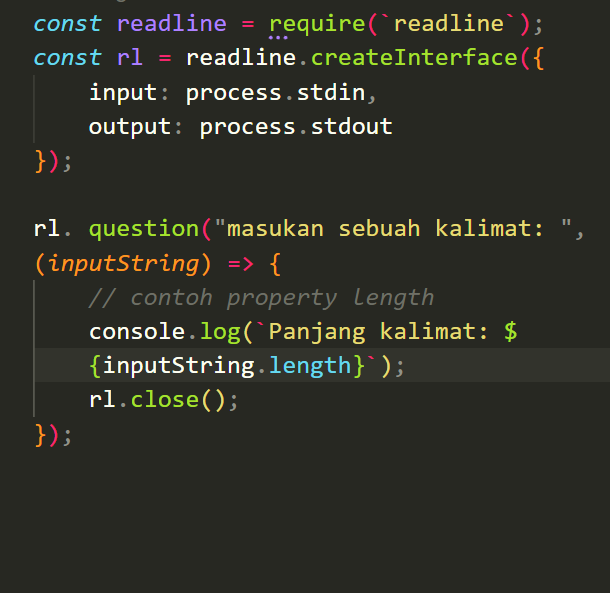 const readline = require(`readline`);
const rl = readline.createInterface({
    input: process.stdin,
    output: process.stdout
});

rl. question("masukan sebuah kalimat: ",
(inputString) => {
    // contoh property length
    console.log(`Panjang kalimat: $
    {inputString.length}`);
    rl.close();
});